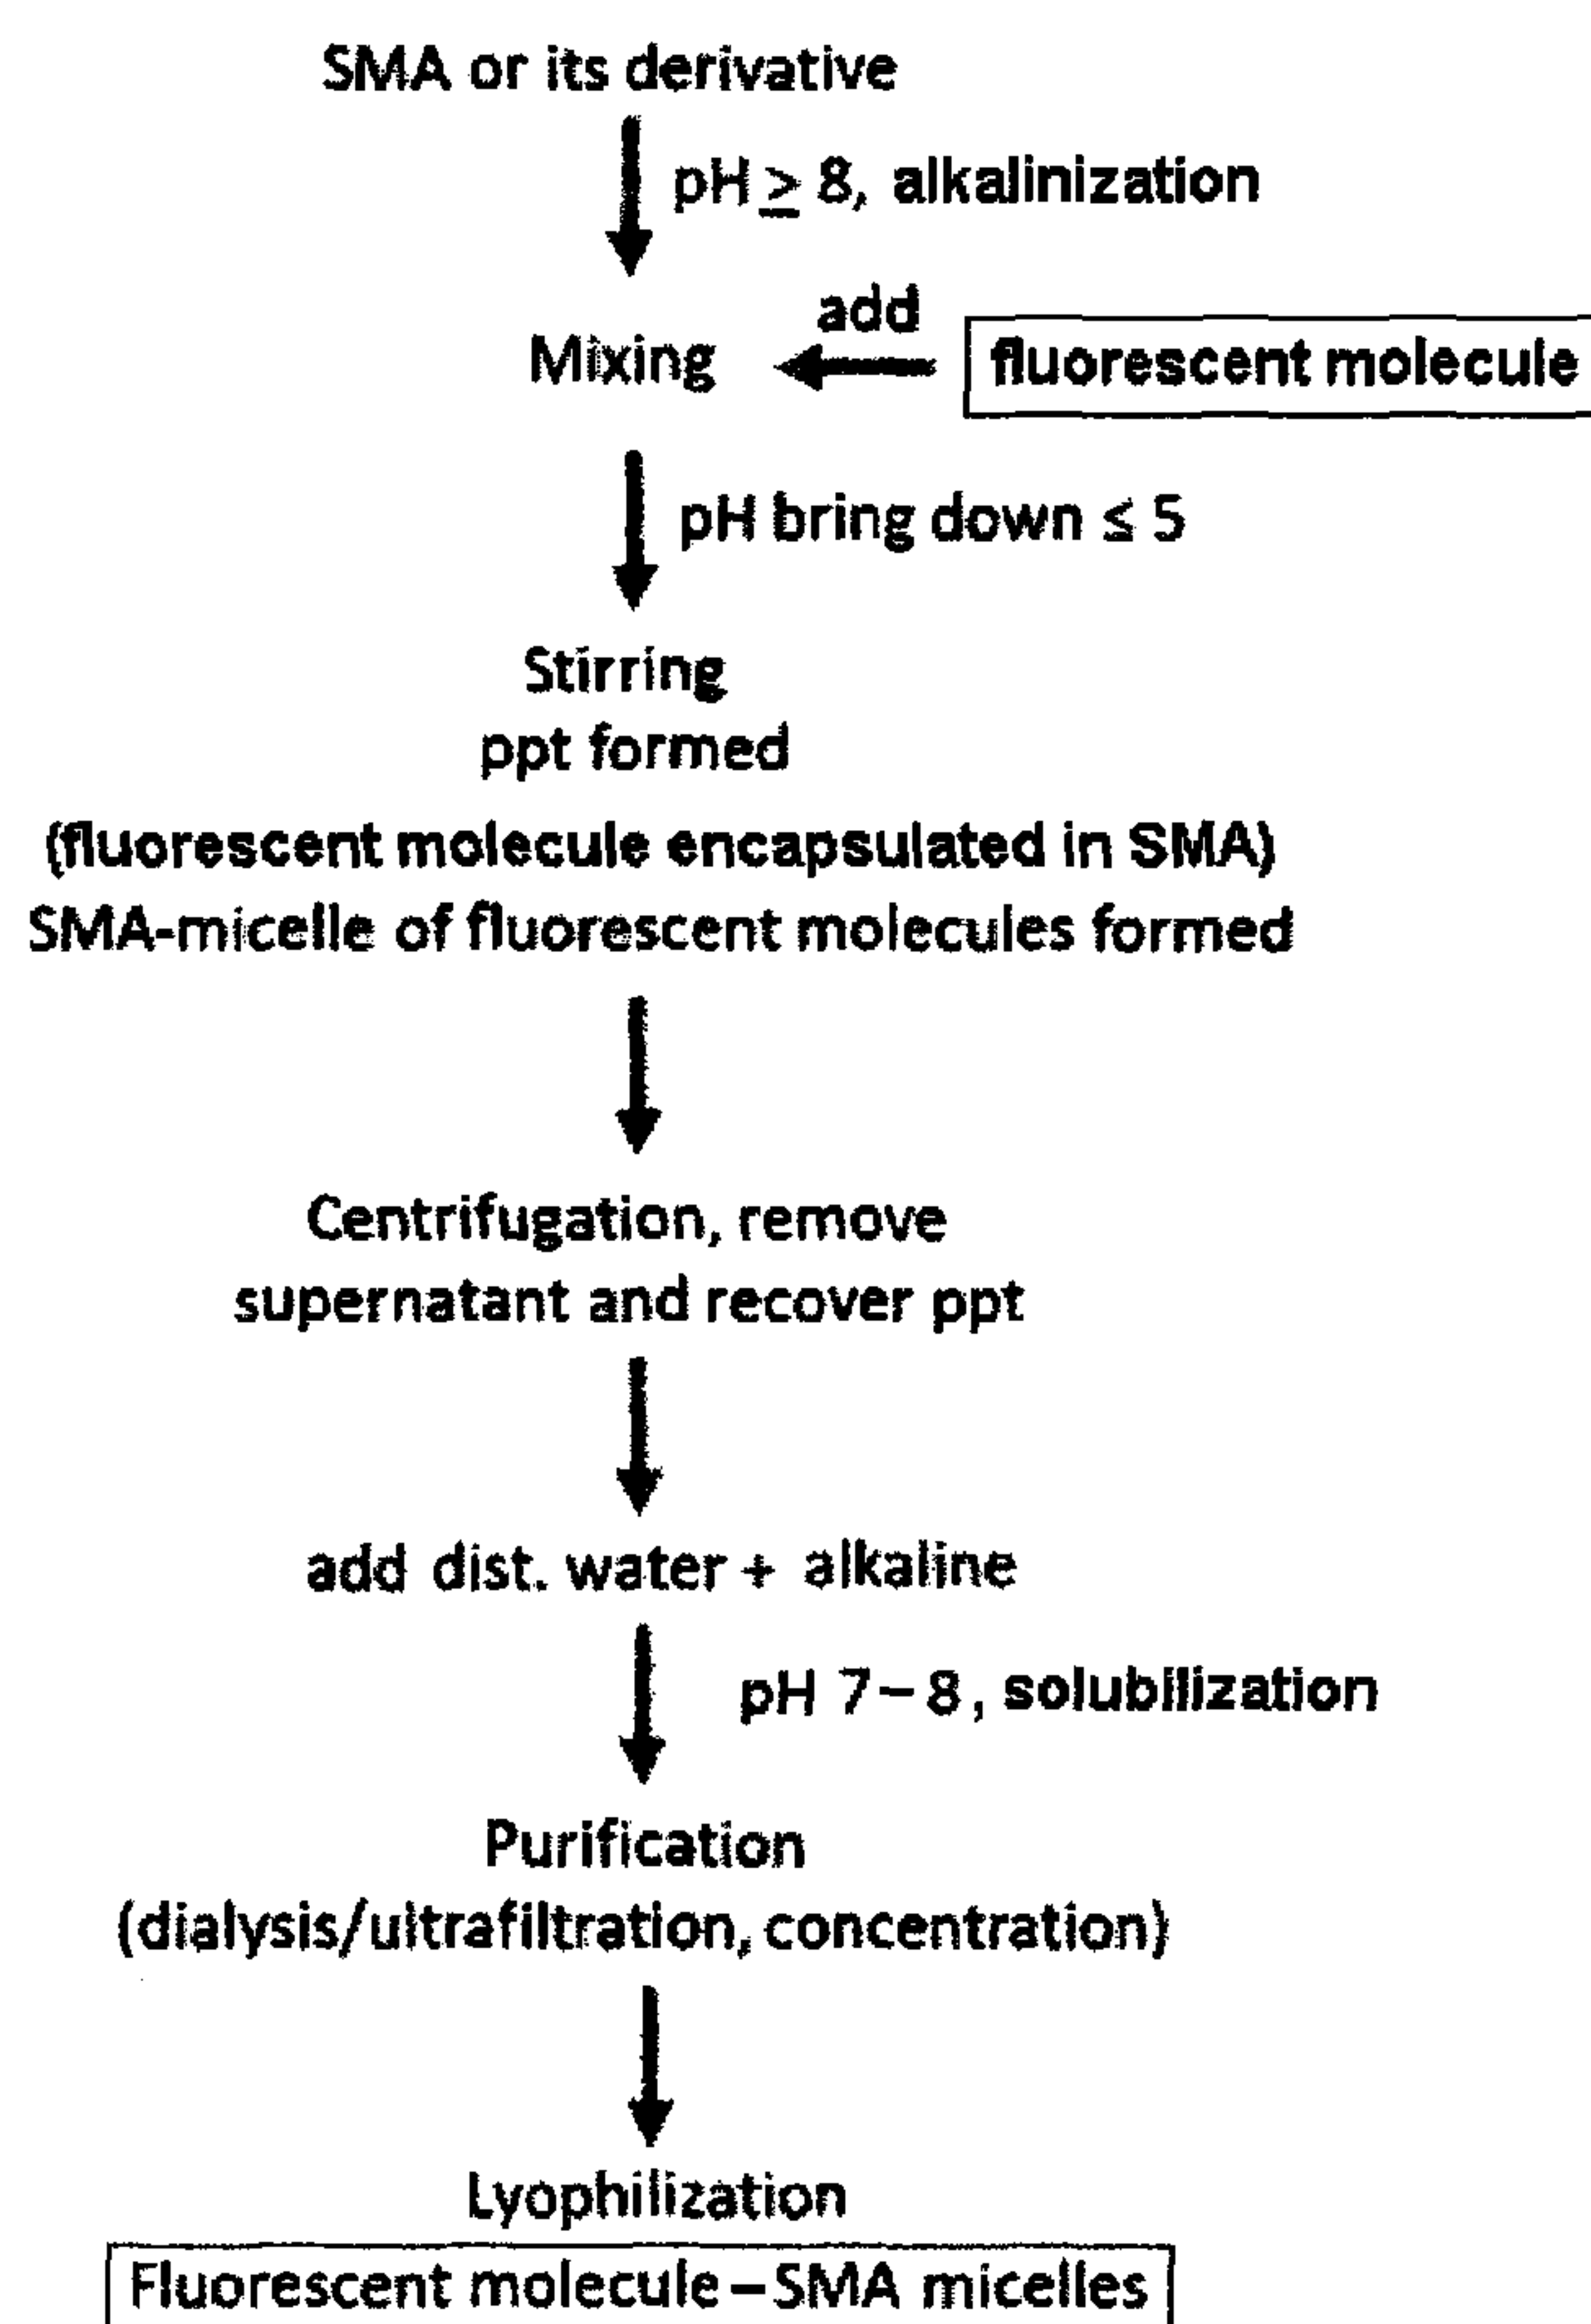 SMA or its derivative
pH ≥ 8, alkalinization
add
Mixing
fluorescent molecule
pH bring down ≤ 5
Stirring
ppt formed
(fluorescent molecule encapsulated in SMA)
SMA-micelle of fluorescent molecules formed
Centrifugation, remove
supernatant and recover ppt
add dist. water + alkaline
pH 7–8, solubilization
Purification
(dialysis/ultrafiltration, concentration)
Lyophilization
Fluorescent molecule–SMA micelles